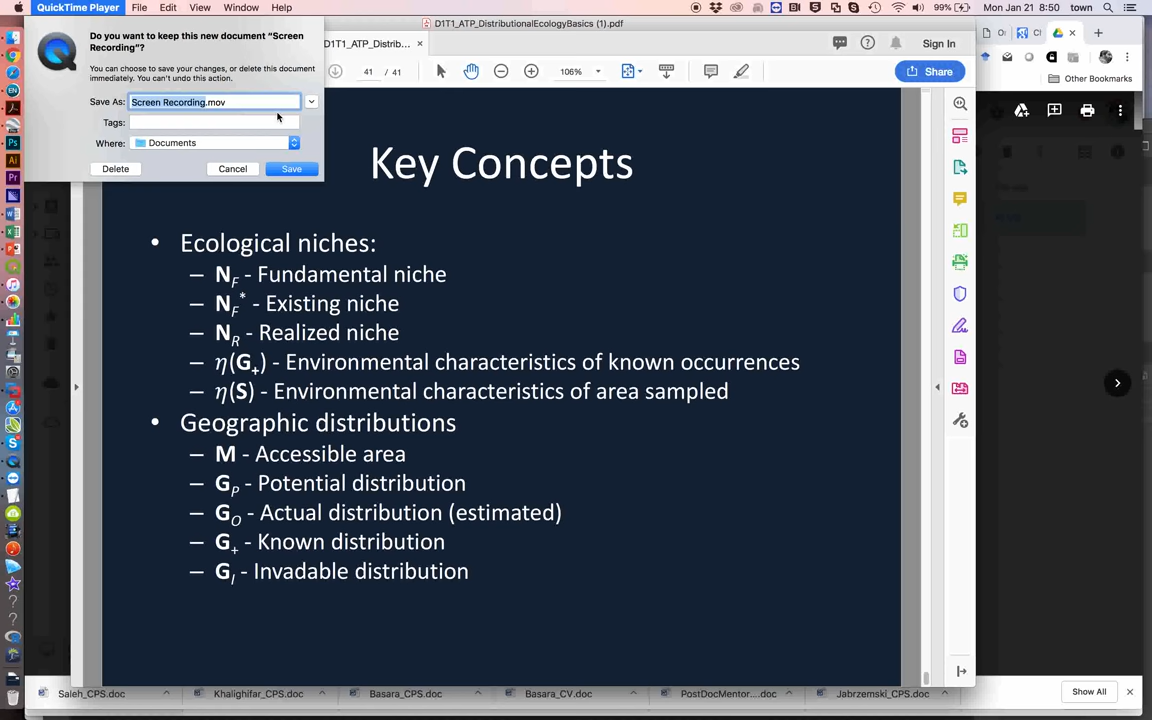 QuickTime Player File Edit View Window Help
99% Mon Jan 21 8:50 town
D1T1_ATP_DistributionalEcologyBasics (1).pdf
Do you want to keep this new document “Screen
Recording”?
You can choose to save your changes, or delete this document
immediately. You can't undo this action.
Save As: Screen Recording.mov
Tags:
Where: Documents
Delete Cancel Save
D1T1_ATP_Distrib... ×
Sign In
41 / 41
106%
Share
Other Bookmarks
Key Concepts
• Ecological niches:
– N_F - Fundamental niche
– N_F* - Existing niche
– N_R - Realized niche
– η(G₊) - Environmental characteristics of known occurrences
– η(S) - Environmental characteristics of area sampled
• Geographic distributions
– M - Accessible area
– G_P - Potential distribution
– G_O - Actual distribution (estimated)
– G₊ - Known distribution
– G_I - Invadable distribution
Saleh_CPS.doc Khalighifar_CPS.doc Basara_CPS.doc Basara_CV.doc PostDocMentor....doc Jabrzemski_CPS.doc Show All